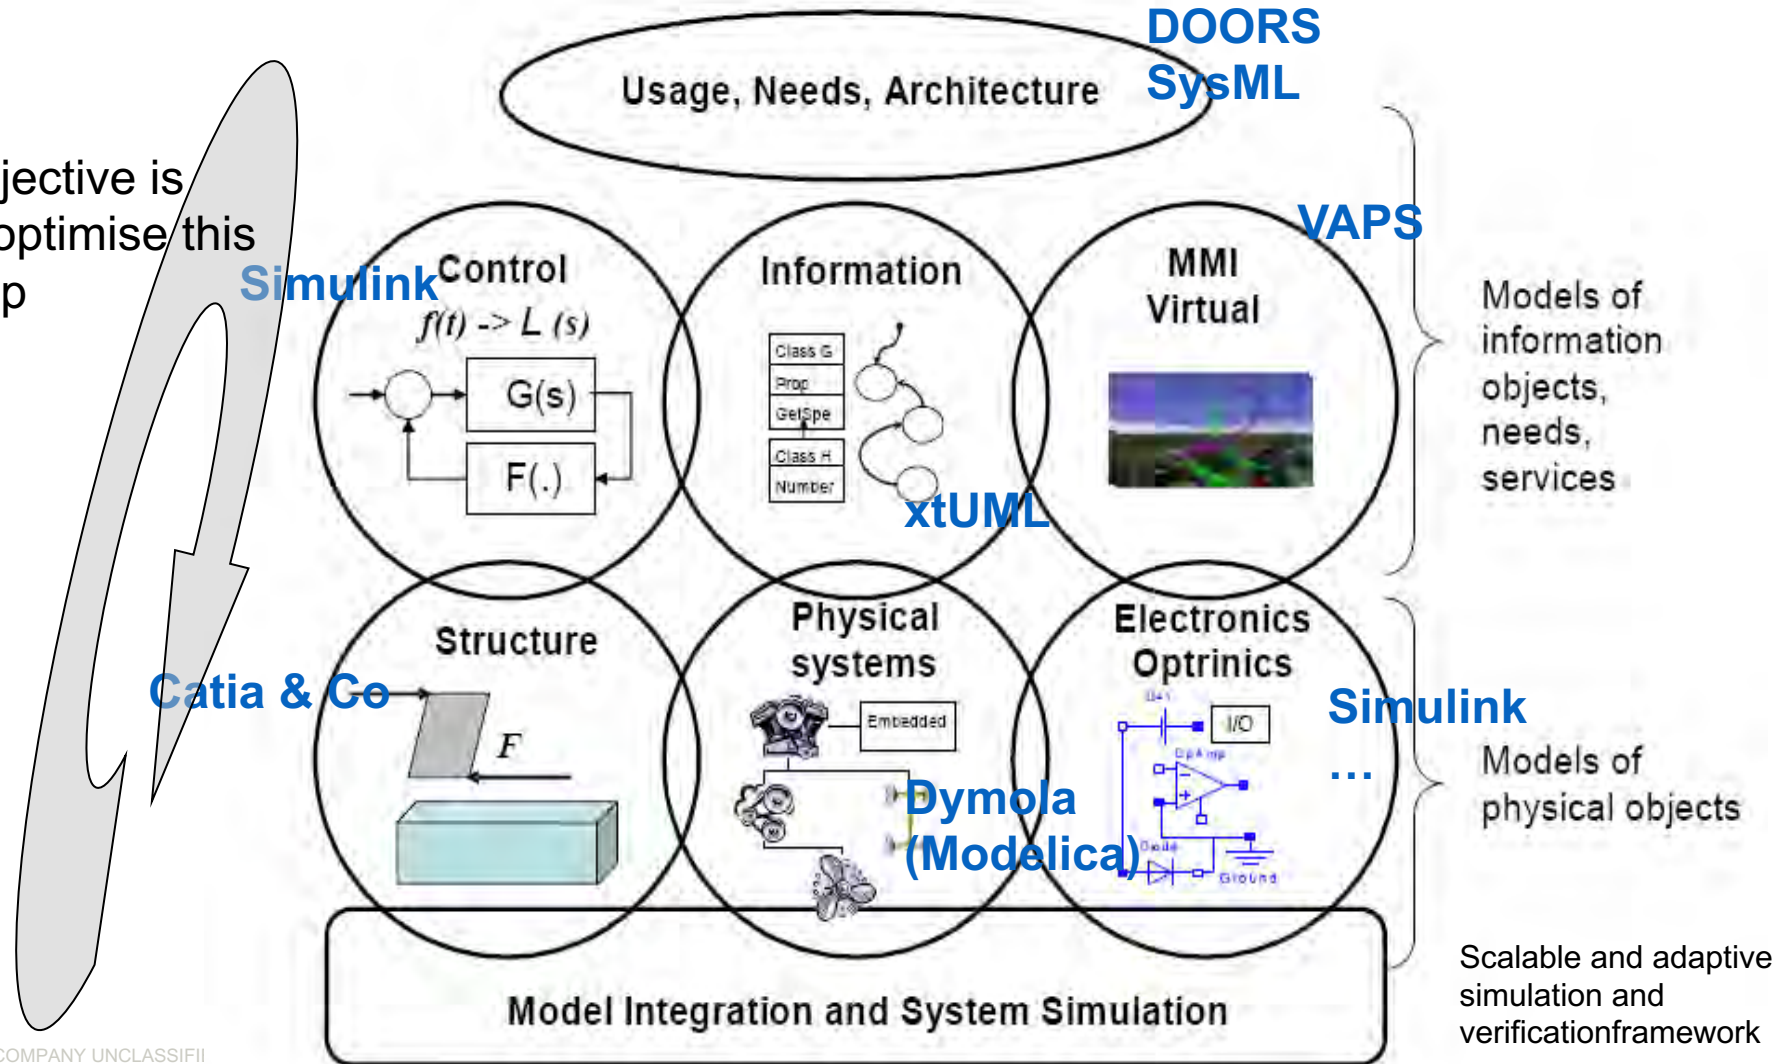 DOORS
SysML
Usage, Needs, Architecture
jective is
optimise this
p
VAPS
Simulink
Control
f(t) -> L (s)
G(s)
F(.)
Information
Class G
Prop
GetSpe
Class H
Number
xtUML
MMI
Virtual
Models of
information
objects,
needs,
services
Catia & Co
Structure
F
Physical
systems
Embedded
Dymola
(Modelica)
Electronics
Optrinics
I/O
OpAmp
Diode
Ground
Simulink
...
Models of
physical objects
Model Integration and System Simulation
Scalable and adaptive
simulation and
verificationframework
COMPANY UNCLASSIFII